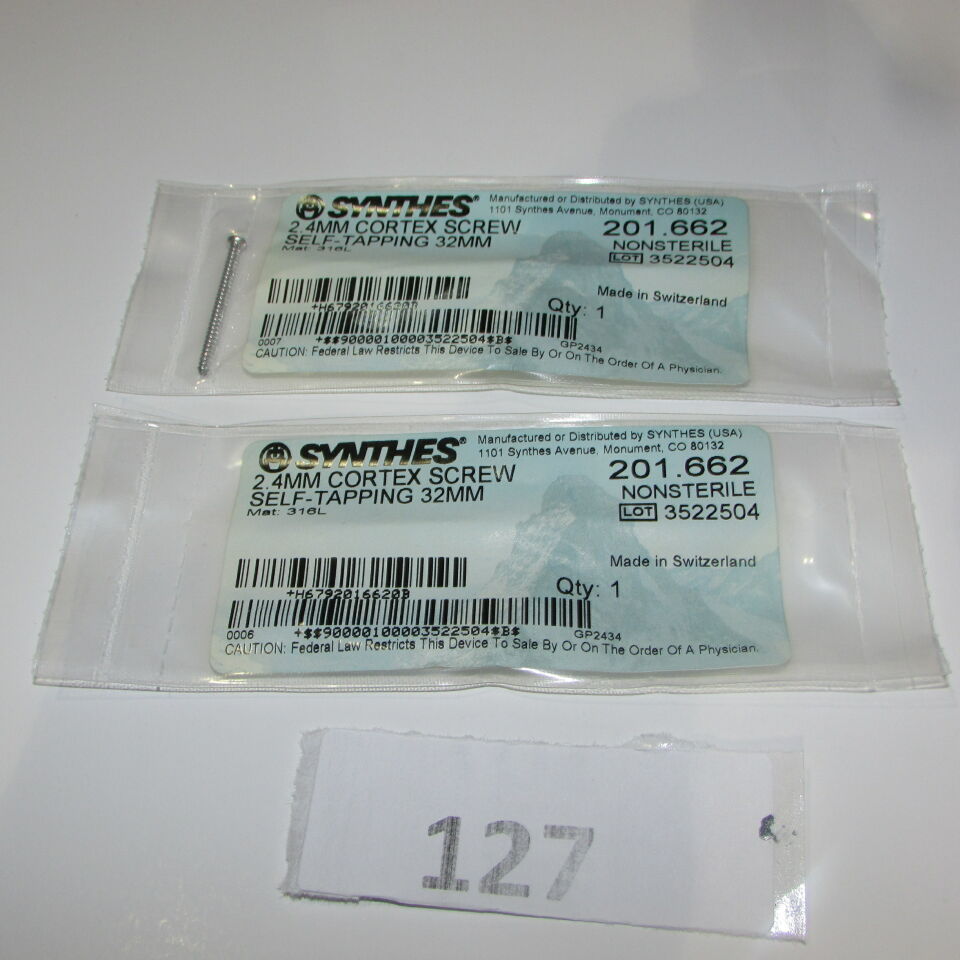 SYNTHES®
Manufactured or Distributed by SYNTHES (USA)
1101 Synthes Avenue, Monument, CO 80132
2.4MM CORTEX SCREW
SELF-TAPPING 32MM
Mat: 316L
201.662
NONSTERILE
LOT 3522504
Made in Switzerland
Qty: 1
+H6792016620B
0007 +$$90000100003522504*B* GP2434
CAUTION: Federal Law Restricts This Device To Sale By Or On The Order Of A Physician.
SYNTHES®
Manufactured or Distributed by SYNTHES (USA)
1101 Synthes Avenue, Monument, CO 80132
2.4MM CORTEX SCREW
SELF-TAPPING 32MM
Mat: 316L
201.662
NONSTERILE
LOT 3522504
Made in Switzerland
Qty: 1
+H6792016620B
0006 +$$90000100003522504*B* GP2434
CAUTION: Federal Law Restricts This Device To Sale By Or On The Order Of A Physician.
127